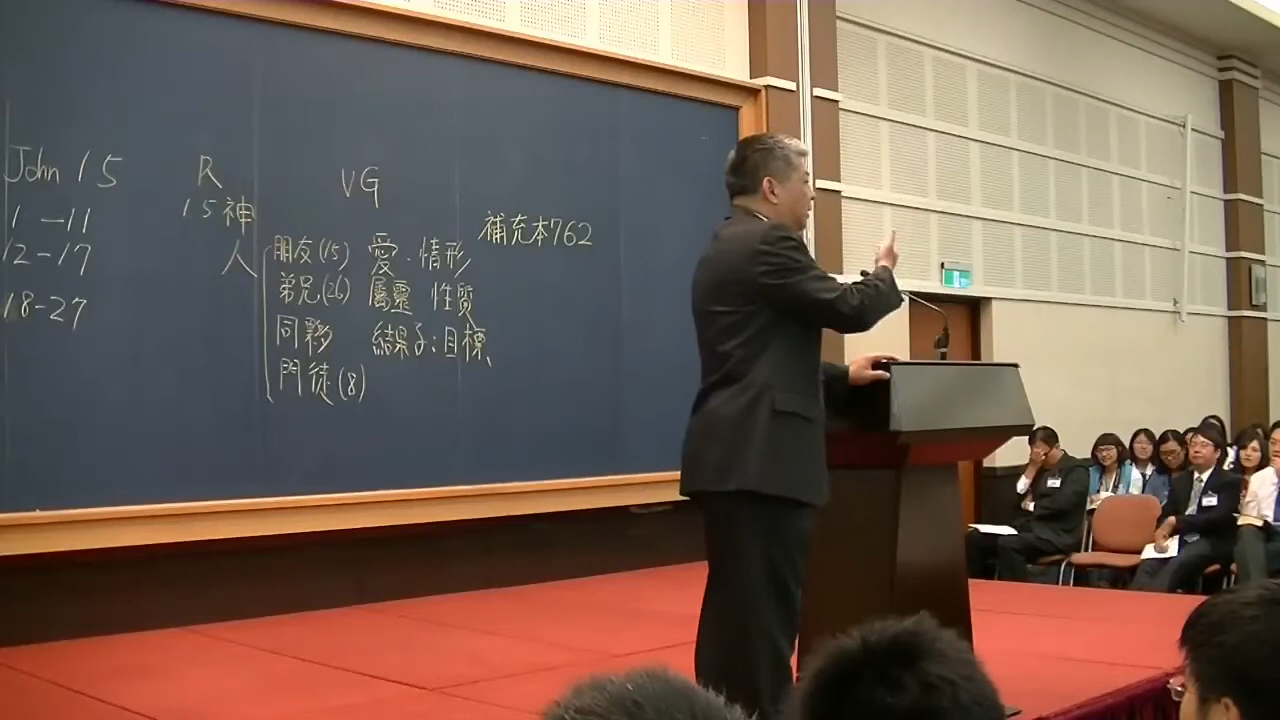 John 15 R VG
1-11 15神
補充本762
12-17 人 朋友(15) 愛.情形
弟兄(26) 屬靈 性質
18-27 同夥 結果子:目標
門徒(8)